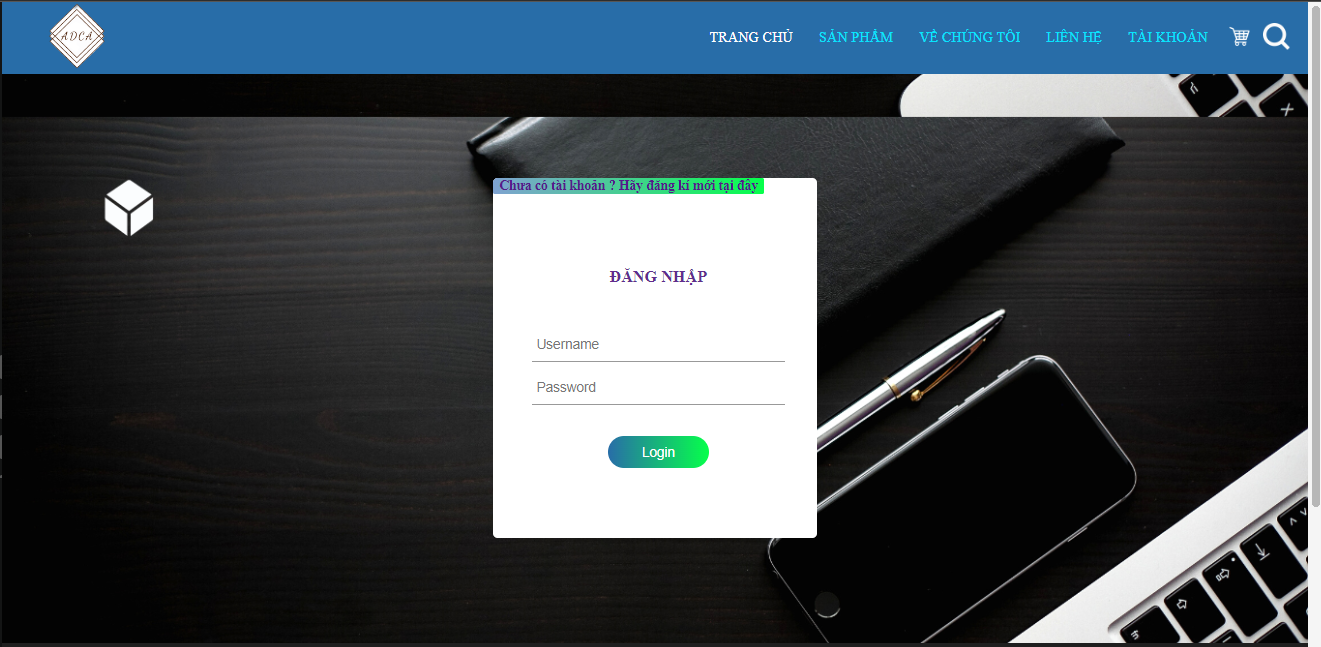 ADCA
TRANG CHỦ SẢN PHẨM VỀ CHÚNG TÔI LIÊN HỆ TÀI KHOẢN
Chưa có tài khoản ? Hãy đăng kí mới tại đây
ĐĂNG NHẬP
Username
Password
Login